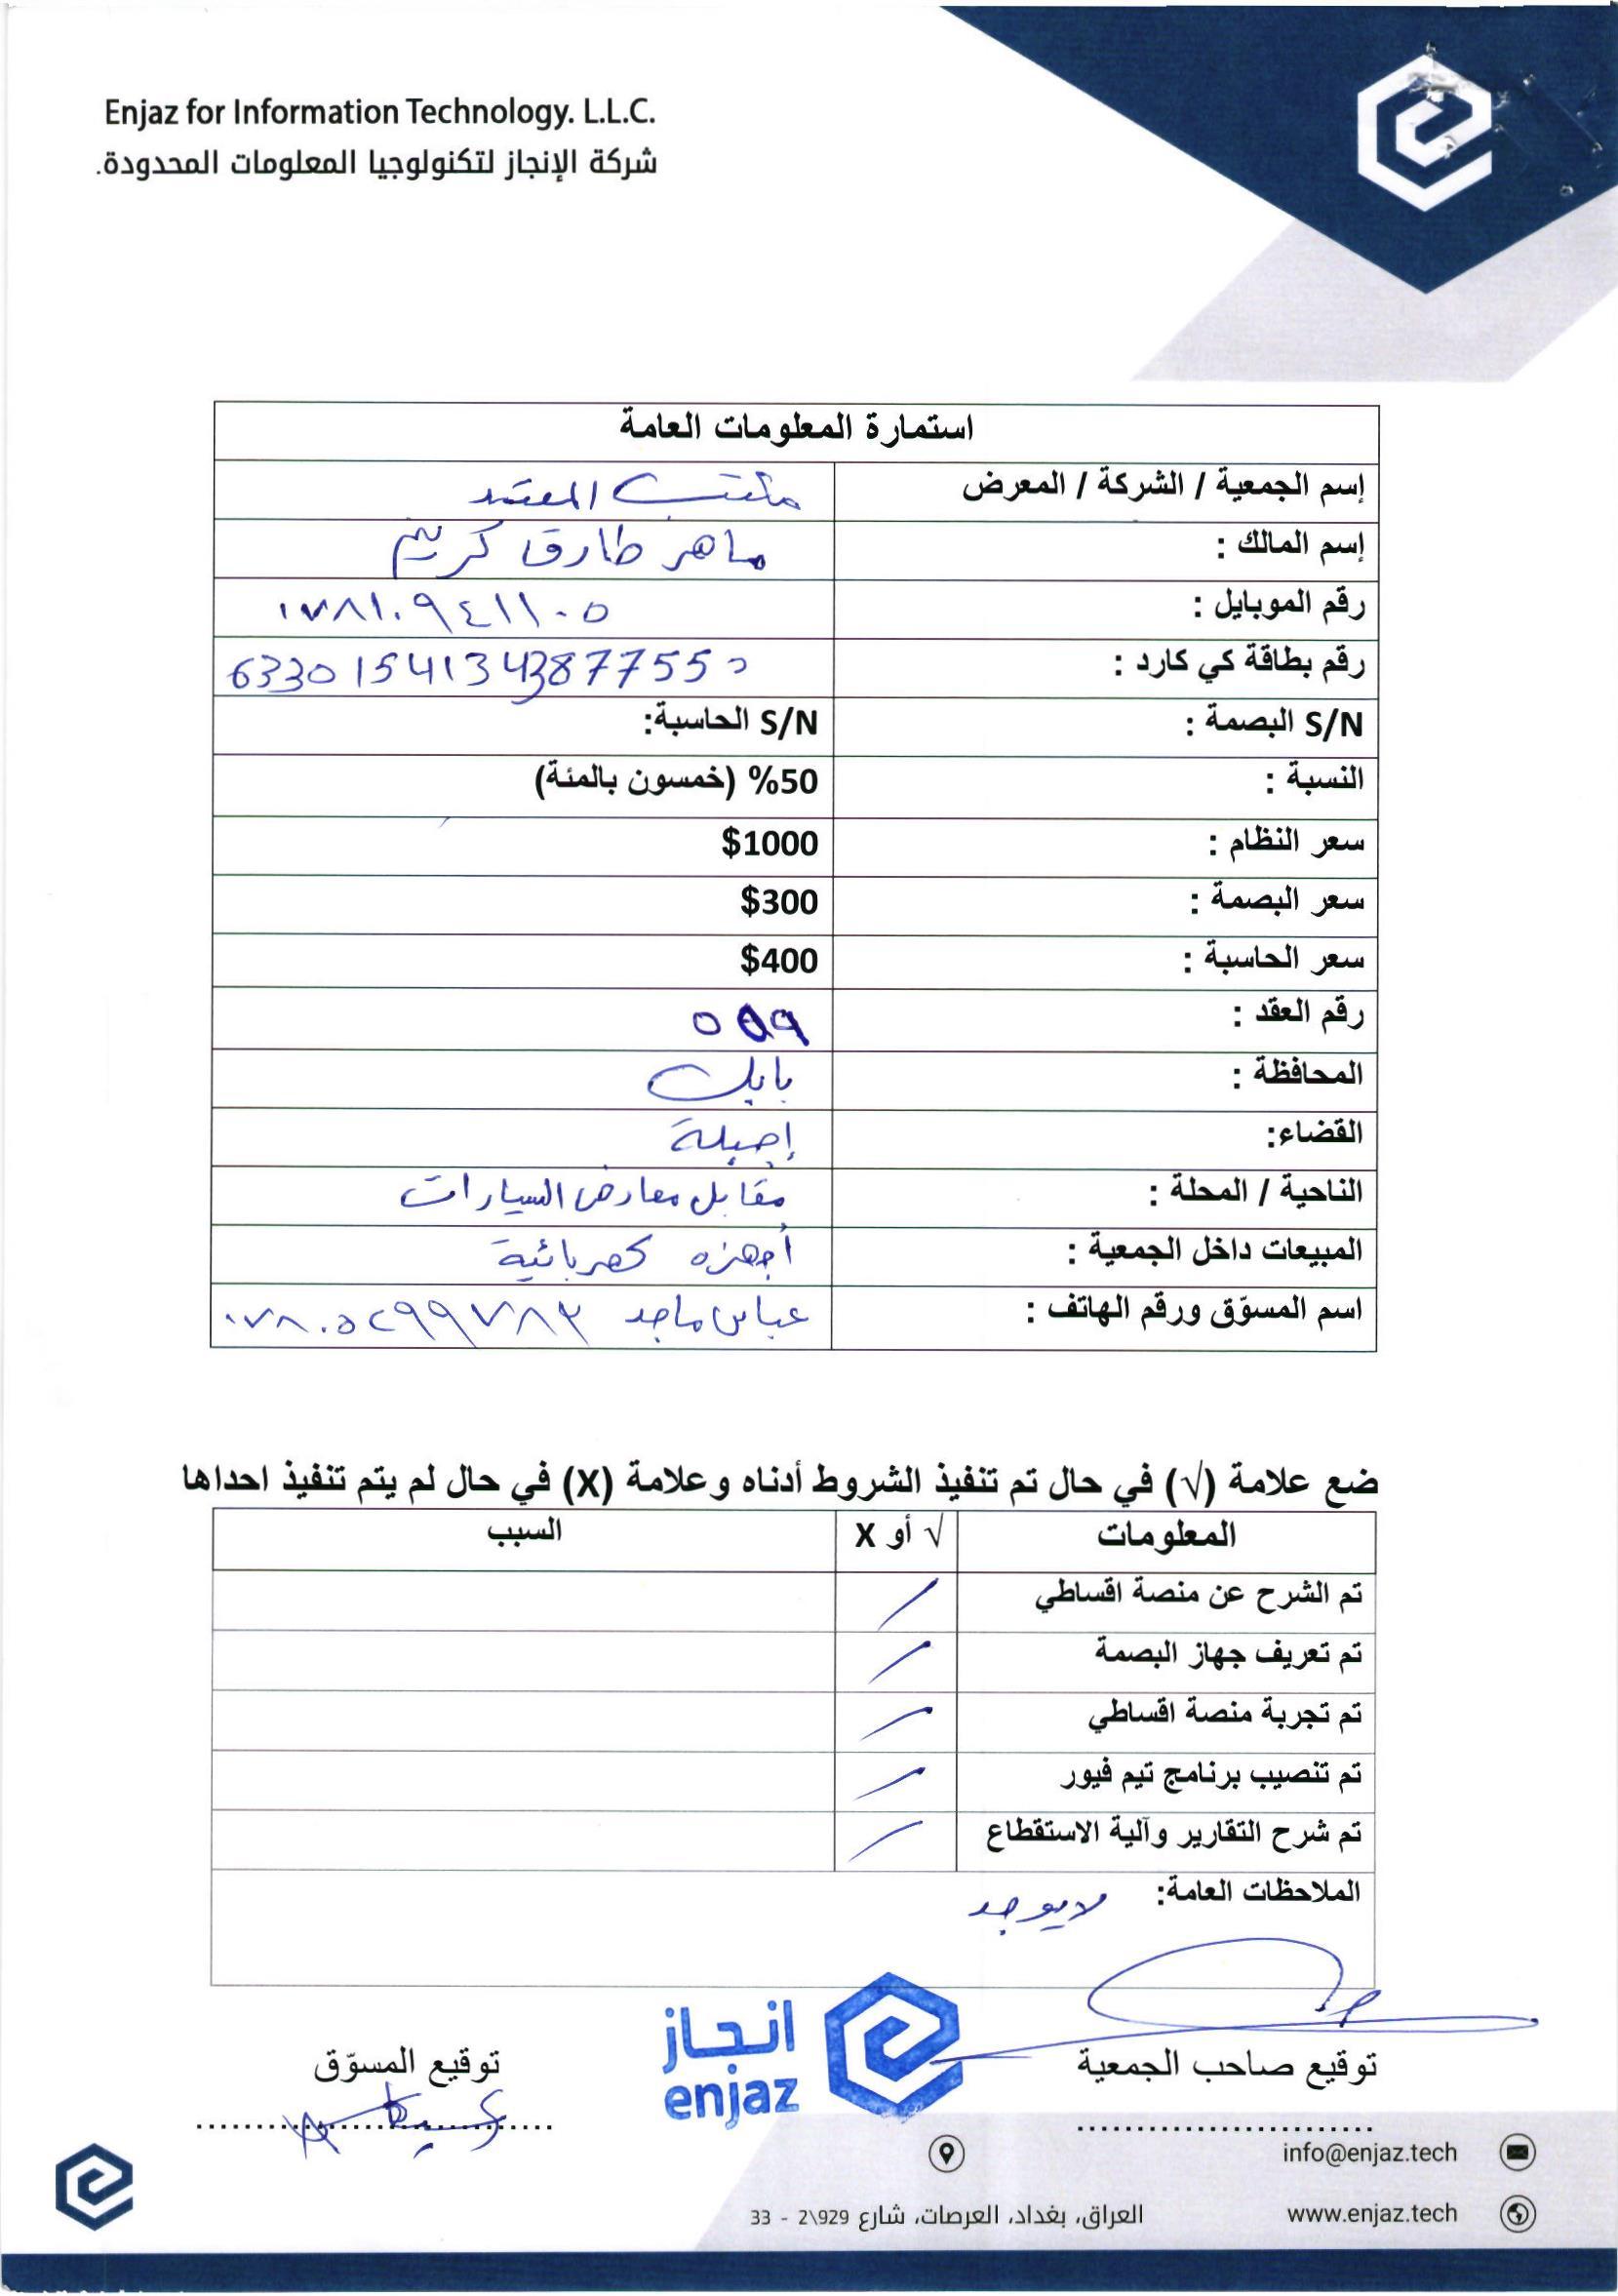 Enjaz for Information Technology. L.L.C.
شركة الإنجاز لتكنولوجيا المعلومات المحدودة.
استمارة المعلومات العامة
إسم الجمعية / الشركة / المعرض مكتب المعتمد
إسم المالك : ماهر طارق كريم
رقم الموبايل : ٠٧٨١٠٩٤١١٠٥
رقم بطاقة كي كارد : 6330154134387755
S/N البصمة : S/N الحاسبة:
النسبة : %50 (خمسون بالمئة)
سعر النظام : $1000
سعر البصمة : $300
سعر الحاسبة : $400
رقم العقد :
المحافظة : بابل
القضاء:
الناحية / المحلة : مقابل معارض السيارات
المبيعات داخل الجمعية : أجهزه كهربائية
اسم المسوّق ورقم الهاتف : عباس ماجد ٠٧٨٠٥٢٩٩٧٨٢
ضع علامة (√) في حال تم تنفيذ الشروط أدناه وعلامة (X) في حال لم يتم تنفيذ احداها
المعلومات √ أو X السبب
تم الشرح عن منصة اقساطي
تم تعريف جهاز البصمة
تم تجربة منصة اقساطي
تم تنصيب برنامج تيم فيور
تم شرح التقارير وآلية الاستقطاع
الملاحظات العامة: لا يوجد
انجاز
enjaz
توقيع صاحب الجمعية توقيع المسوّق
info@enjaz.tech
www.enjaz.tech
العراق، بغداد، العرصات، شارع 929\2 - 33